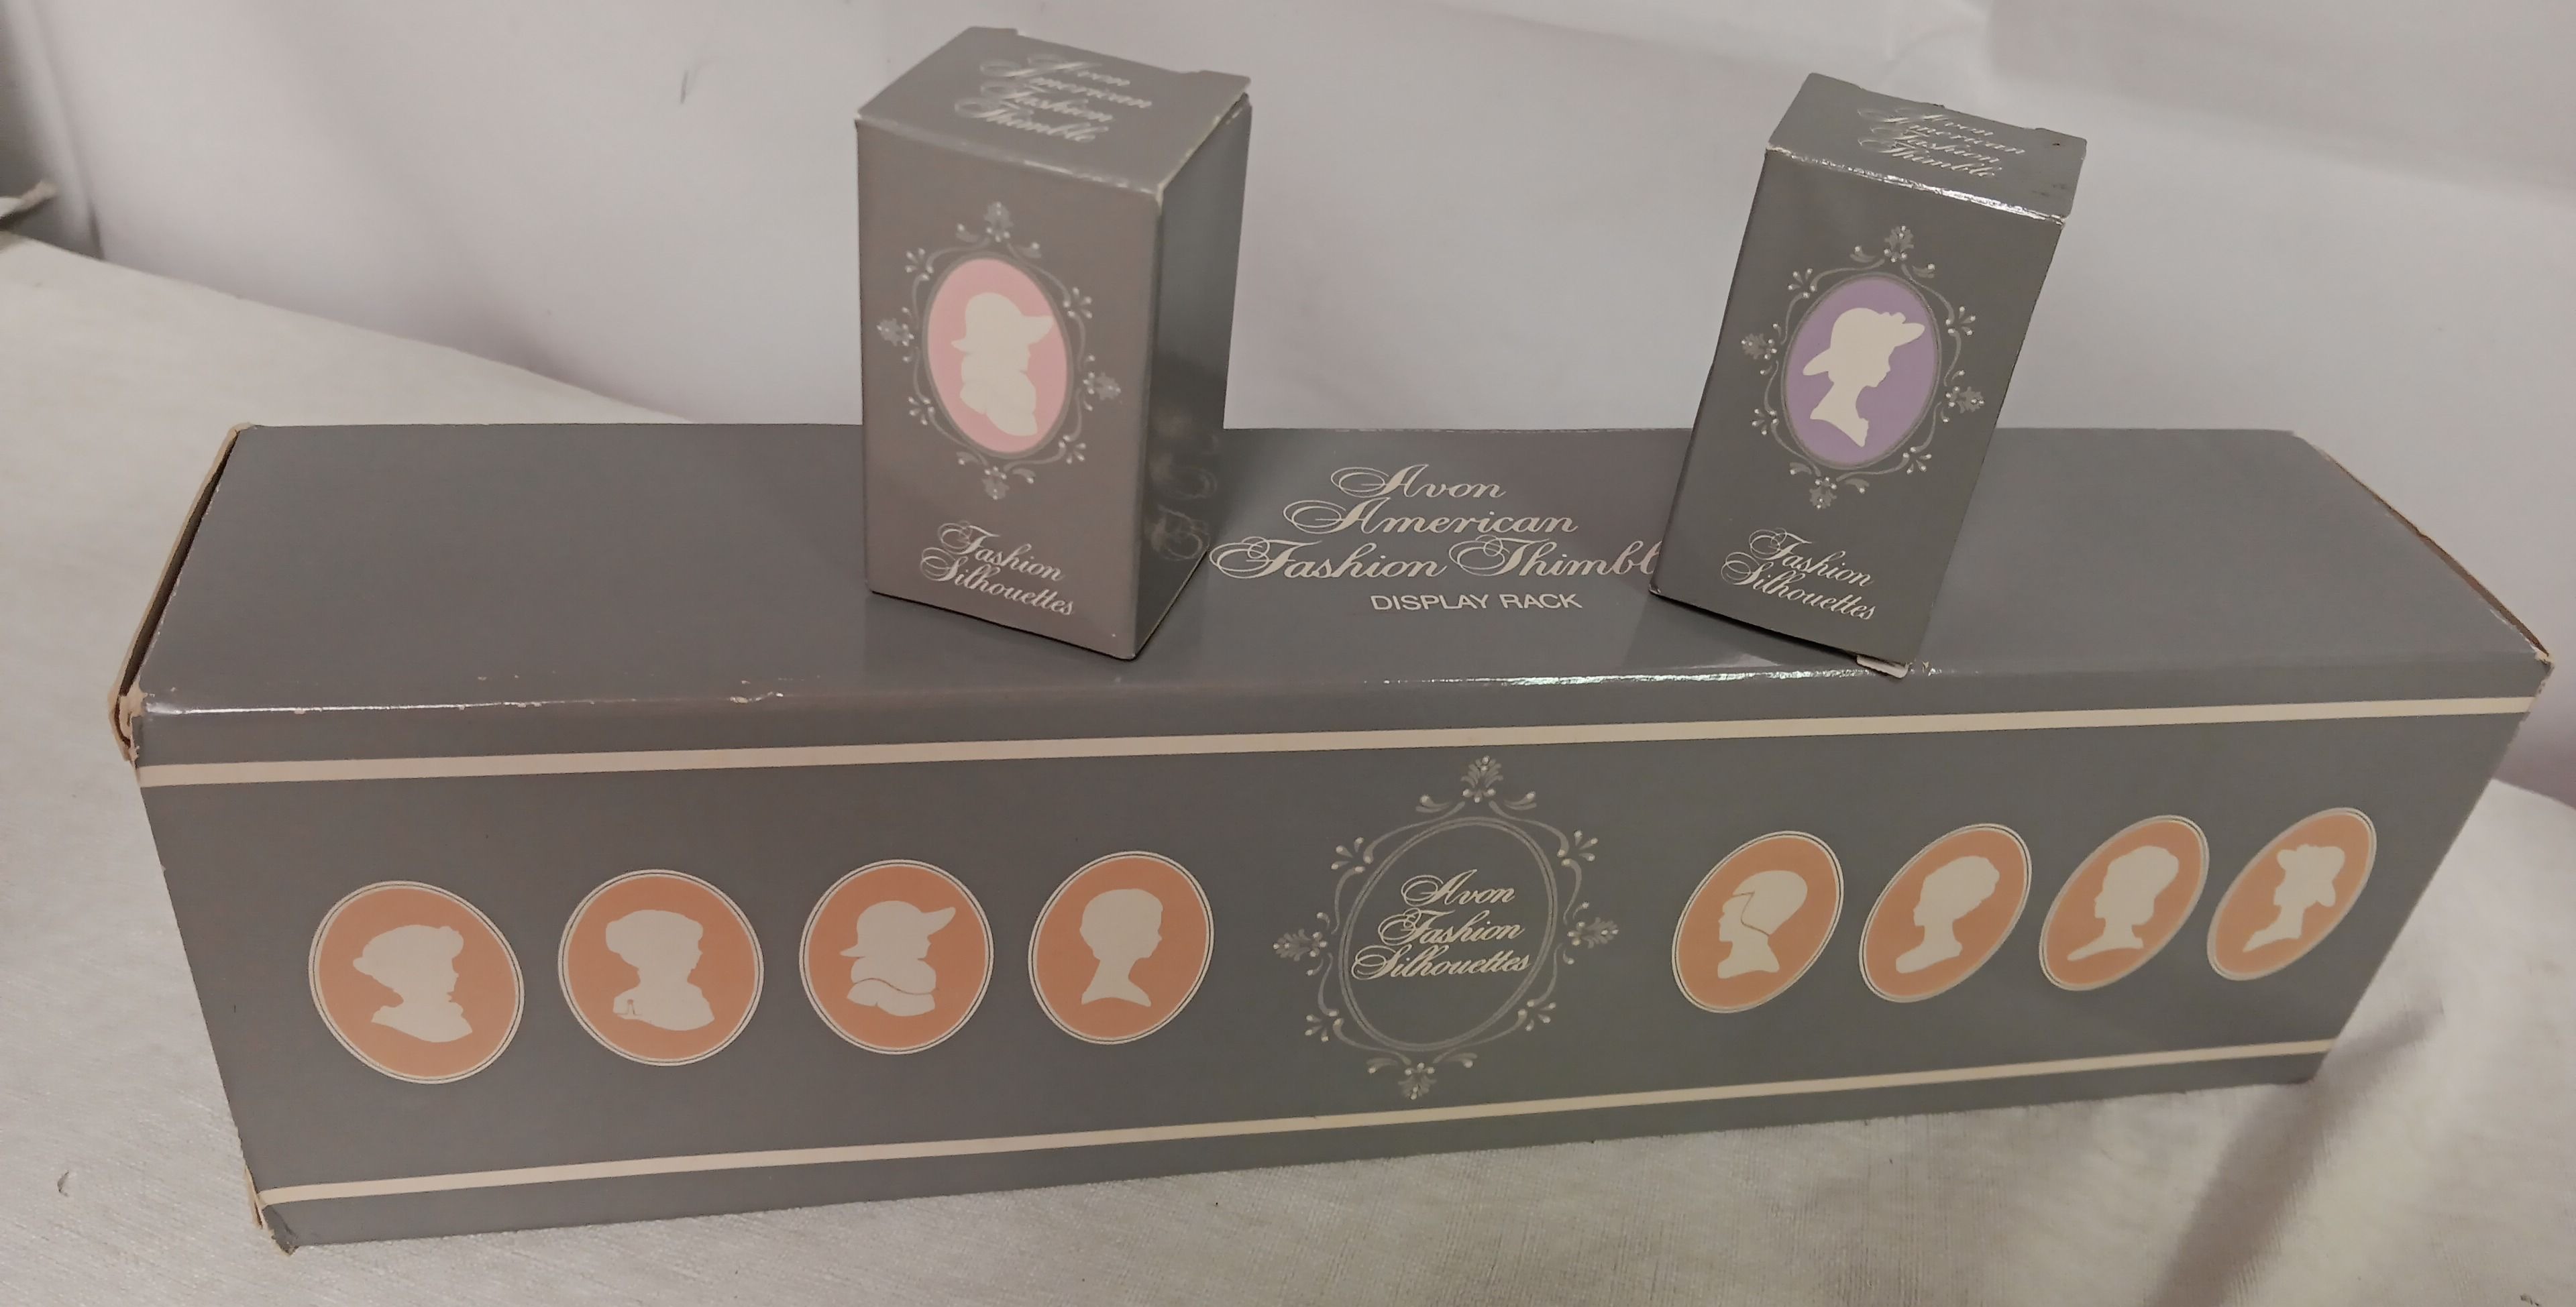 Avon
American
Fashion
Thimble
Fashion
Silhouettes
Avon
American
Fashion
Thimble
Fashion
Silhouettes
Avon
American
Fashion Thimbl
DISPLAY RACK
Avon
Fashion
Silhouettes